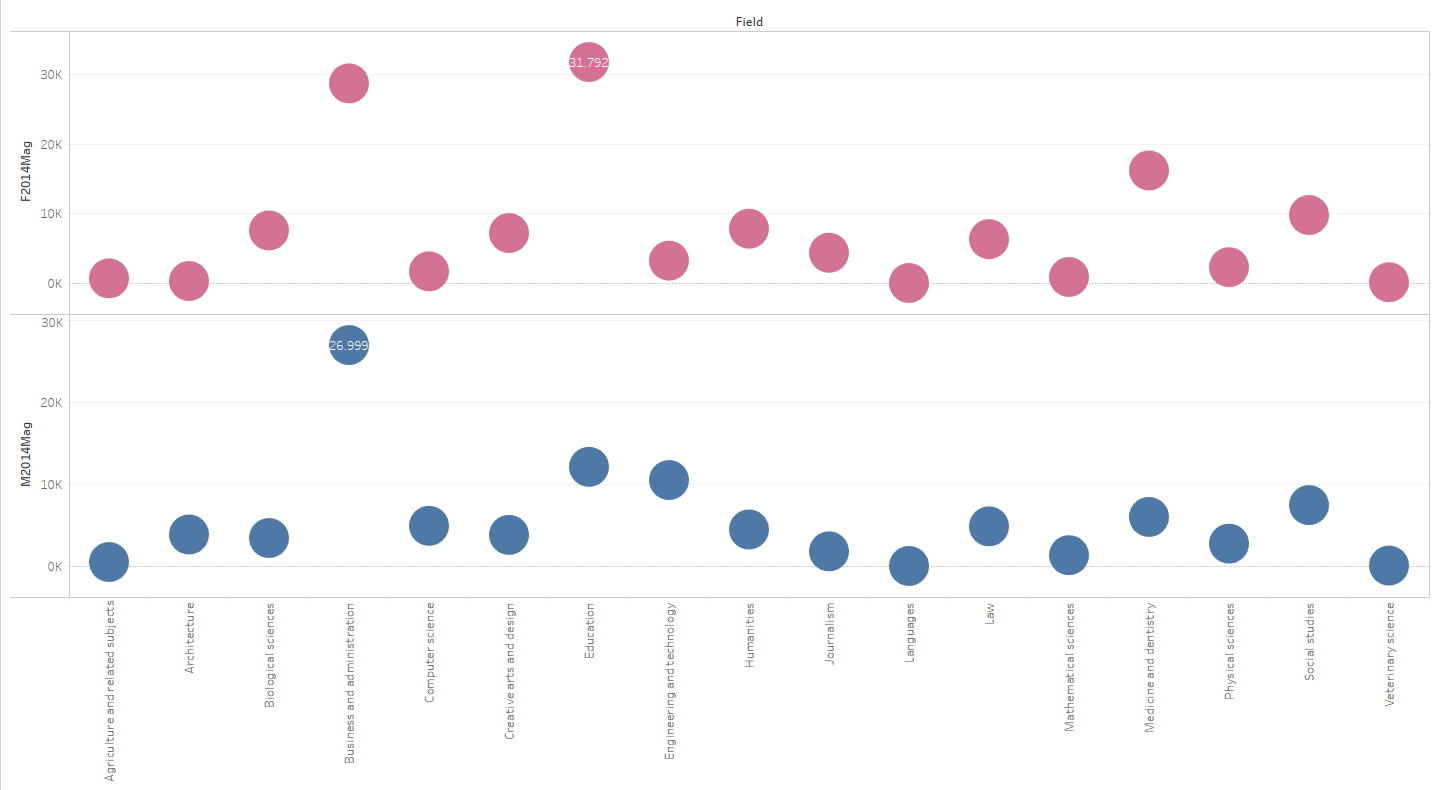 Field
30K
31.792
20K
10K
0K
F2014Mag
30K
26.999
20K
10K
0K
M2014Mag
Agriculture and related subjects
Architecture
Biological sciences
Business and administration
Computer science
Creative arts and design
Education
Engineering and technology
Humanities
Journalism
Languages
Law
Mathematical sciences
Medicine and dentistry
Physical sciences
Social studies
Veterinary science